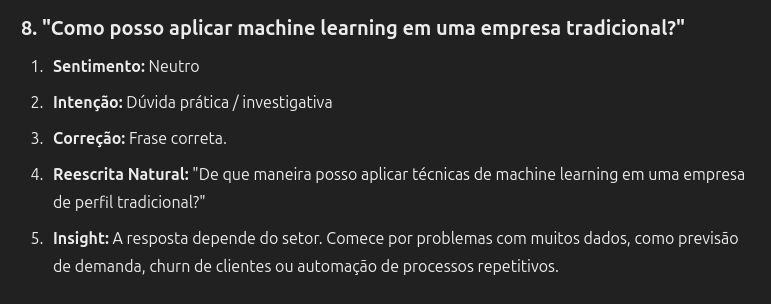 8. "Como posso aplicar machine learning em uma empresa tradicional?"
1. Sentimento: Neutro
2. Intenção: Dúvida prática / investigativa
3. Correção: Frase correta.
4. Reescrita Natural: "De que maneira posso aplicar técnicas de machine learning em uma empresa
de perfil tradicional?"
5. Insight: A resposta depende do setor. Comece por problemas com muitos dados, como previsão
de demanda, churn de clientes ou automação de processos repetitivos.